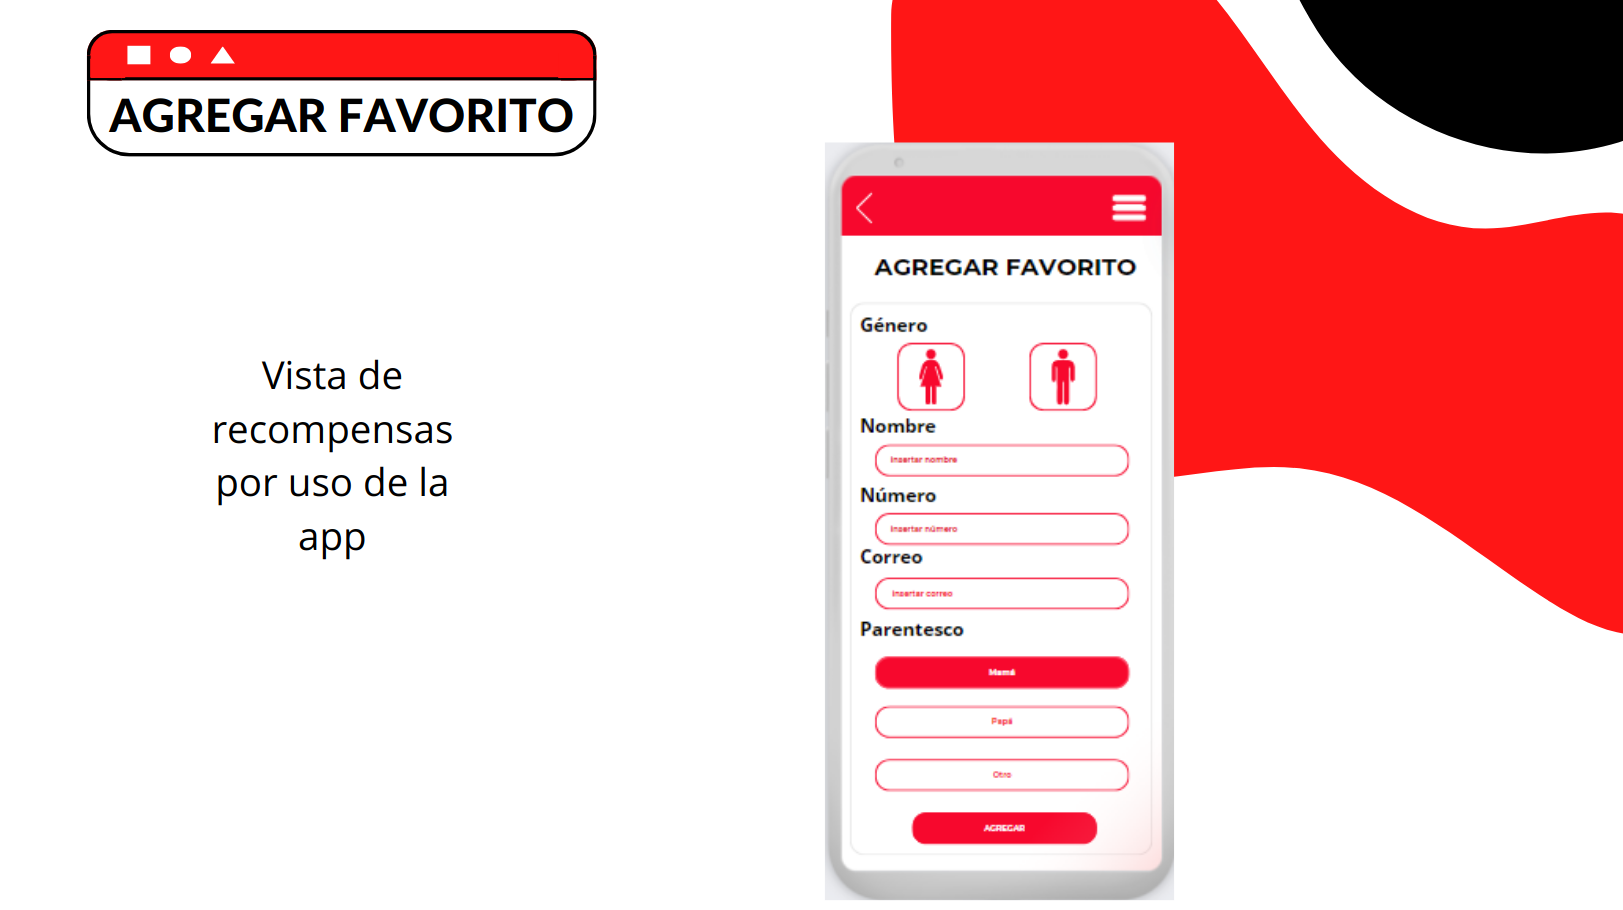 AGREGAR FAVORITO
Vista de
recompensas
por uso de la
app
AGREGAR FAVORITO
Género
Nombre
Insertar nombre
Número
Insertar número
Correo
Insertar correo
Parentesco
Mamá
Papá
Otro
AGREGAR